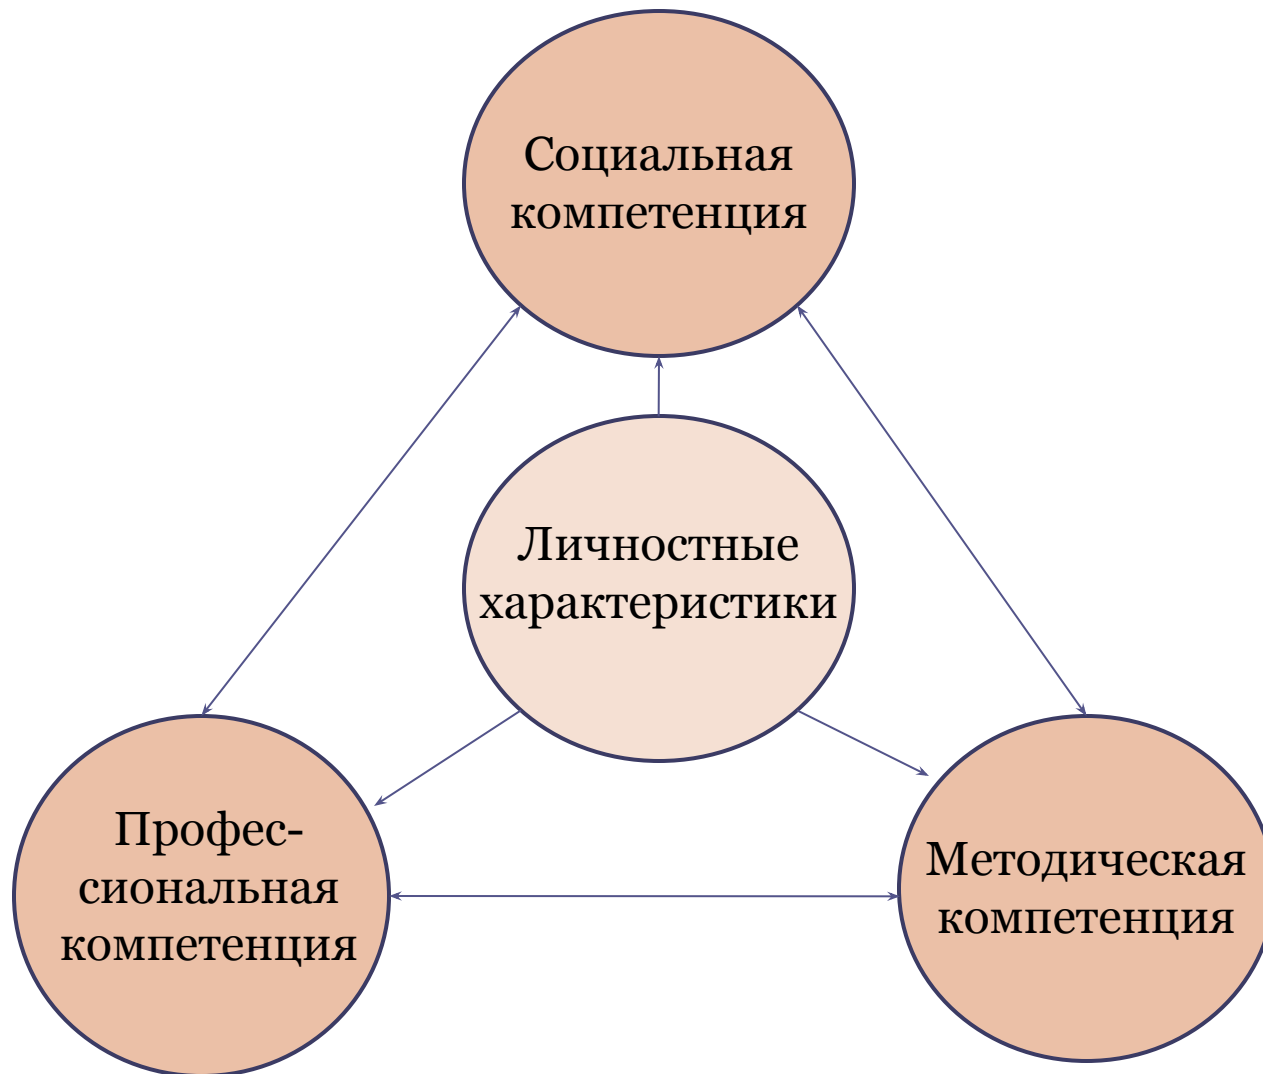 Социальная
компетенция
Личностные
характеристики
Профес-
сиональная
компетенция
Методическая
компетенция